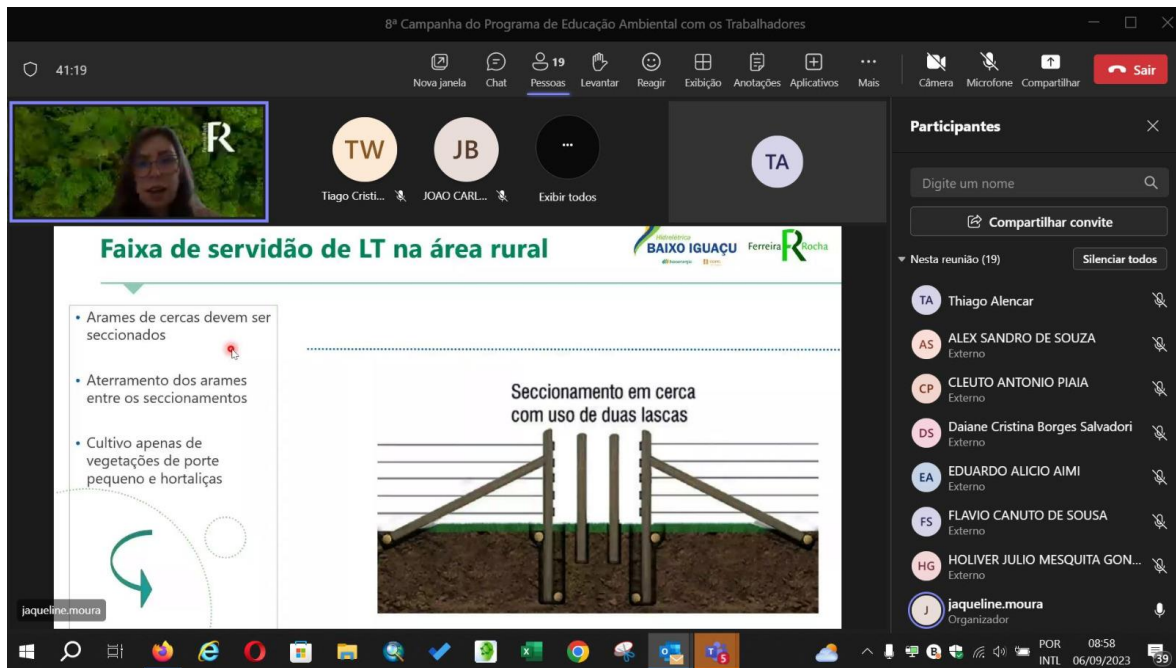 8ª Campanha do Programa de Educação Ambiental com os Trabalhadores
41:19
Nova janela
Chat
19
Pessoas
Levantar
Reagir
Exibição
Anotações
Aplicativos
Mais
Câmera
Microfone
Compartilhar
Sair
FR
TW
Tiago Cristi...
JB
JOAO CARL...
Exibir todos
TA
Faixa de servidão de LT na área rural
Hidrelétrica
BAIXO IGUAÇU
Ferreira Rocha
Arames de cercas devem ser
seccionados
Aterramento dos arames
entre os seccionamentos
Cultivo apenas de
vegetações de porte
pequeno e hortaliças
Seccionamento em cerca
com uso de duas lascas
jaqueline.moura
Participantes
Digite um nome
Compartilhar convite
Nesta reunião (19)
Silenciar todos
TA
Thiago Alencar
AS
ALEX SANDRO DE SOUZA
Externo
CP
CLEUTO ANTONIO PIAIA
Externo
DS
Daiane Cristina Borges Salvadori
Externo
EA
EDUARDO ALICIO AIMI
Externo
FS
FLAVIO CANUTO DE SOUSA
Externo
HG
HOLIVER JULIO MESQUITA GON...
Externo
J
jaqueline.moura
Organizador
POR
INTL
08:58
06/09/2023
39